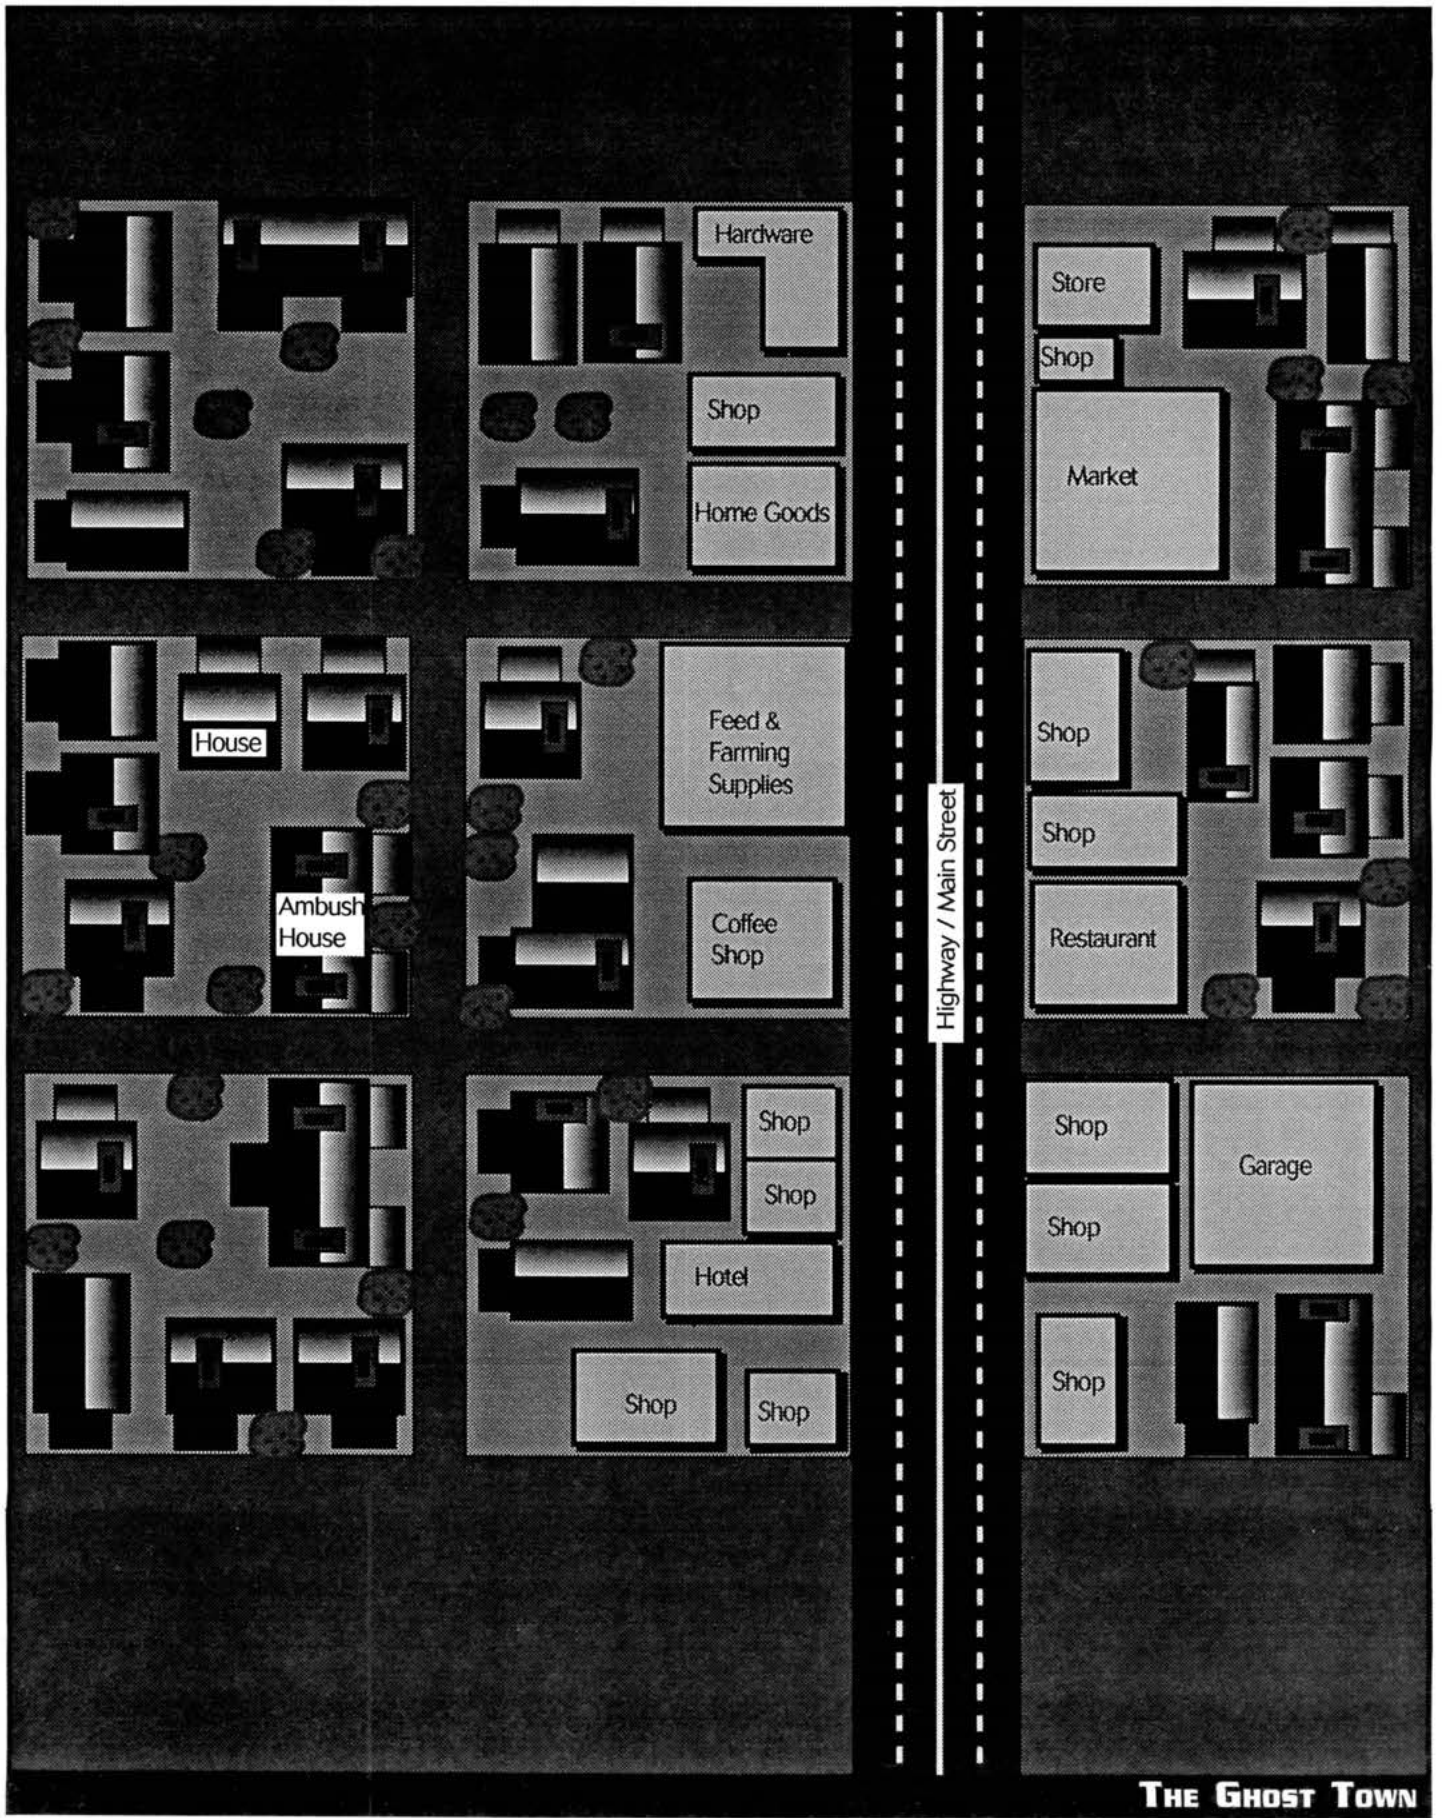 Hardware
Store
Shop
Shop
Market
Home Goods
House
Feed &
Farming
Supplies
Shop
Shop
Ambush
House
Coffee
Shop
Restaurant
Highway / Main Street
Shop
Shop
Shop
Garage
Shop
Hotel
Shop
Shop
Shop
Shop
THE GHOST TOWN